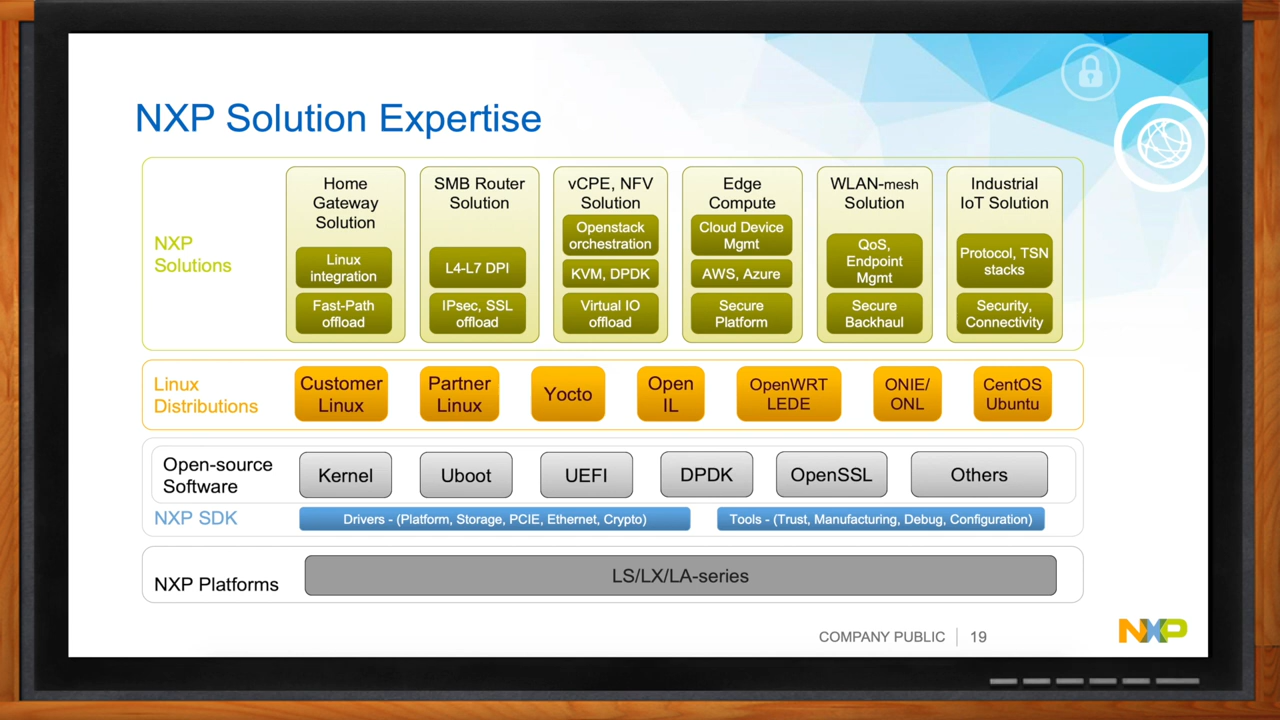 NXP Solution Expertise
NXP
Solutions
Home
Gateway
Solution
Linux
integration
Fast-Path
offload
SMB Router
Solution
L4-L7 DPI
IPsec, SSL
offload
vCPE, NFV
Solution
Openstack
orchestration
KVM, DPDK
Virtual IO
offload
Edge
Compute
Cloud Device
Mgmt
AWS, Azure
Secure
Platform
WLAN-mesh
Solution
QoS,
Endpoint
Mgmt
Secure
Backhaul
Industrial
IoT Solution
Protocol, TSN
stacks
Security,
Connectivity
Linux
Distributions
Customer
Linux
Partner
Linux
Yocto
Open
IL
OpenWRT
LEDE
ONIE/
ONL
CentOS
Ubuntu
Open-source
Software
Kernel
Uboot
UEFI
DPDK
OpenSSL
Others
NXP SDK
Drivers - (Platform, Storage, PCIE, Ethernet, Crypto)
Tools - (Trust, Manufacturing, Debug, Configuration)
NXP Platforms
LS/LX/LA-series
COMPANY PUBLIC
19
NXP